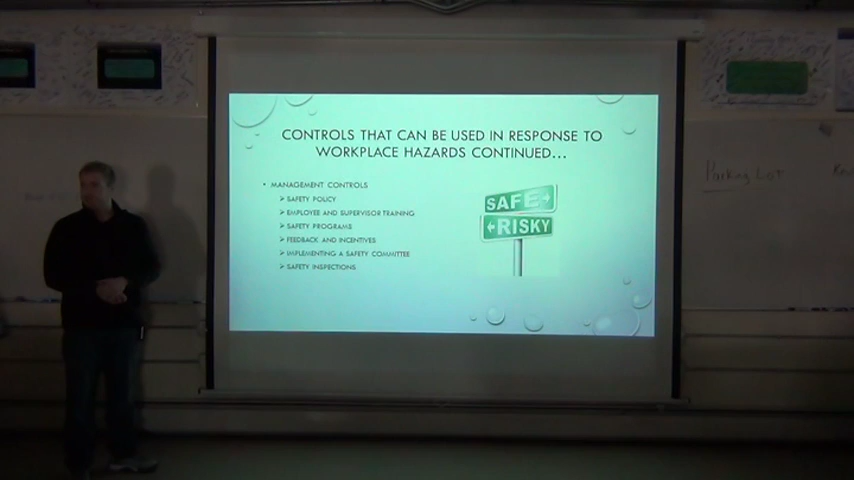 CONTROLS THAT CAN BE USED IN RESPONSE TO
WORKPLACE HAZARDS CONTINUED...
• MANAGEMENT CONTROLS
➢ SAFETY POLICY
➢ EMPLOYEE AND SUPERVISOR TRAINING
➢ SAFETY PROGRAMS
➢ FEEDBACK AND INCENTIVES
➢ IMPLEMENTING A SAFETY COMMITTEE
➢ SAFETY INSPECTIONS
SAFE→
←RISKY
Parking Lot